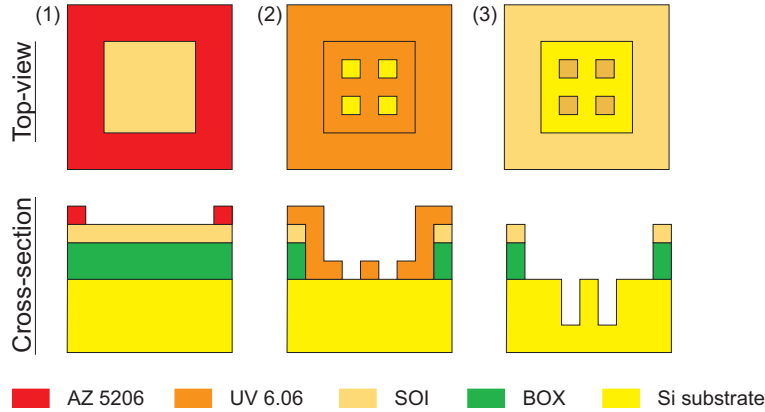 (1)
(2)
(3)
Top-view
Cross-section
AZ 5206
UV 6.06
SOI
BOX
Si substrate